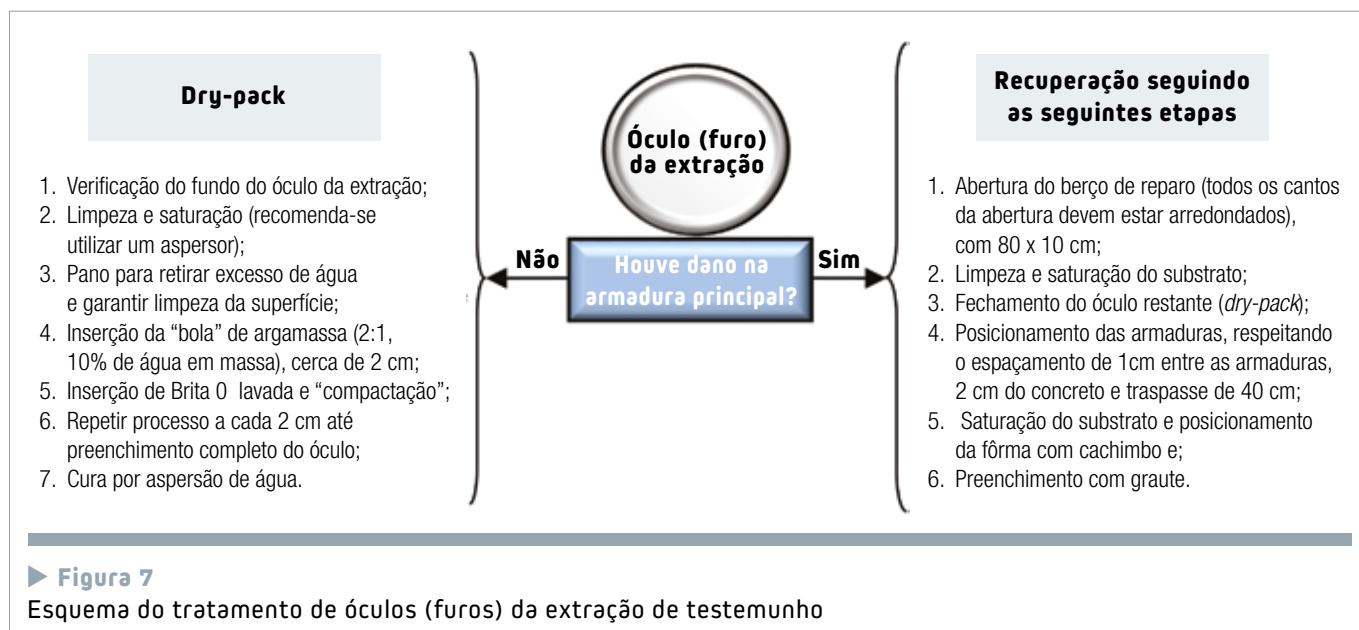 Dry-pack
1. Verificação do fundo do óculo da extração;
2. Limpeza e saturação (recomenda-se
utilizar um aspersor);
3. Pano para retirar excesso de água
e garantir limpeza da superfície;
4. Inserção da “bola” de argamassa (2:1,
10% de água em massa), cerca de 2 cm;
5. Inserção de Brita 0 lavada e “compactação”;
6. Repetir processo a cada 2 cm até
preenchimento completo do óculo;
7. Cura por aspersão de água.
Óculo (furo)
da extração
Não
Houve dano na
armadura principal?
Sim
Recuperação seguindo
as seguintes etapas
1. Abertura do berço de reparo (todos os cantos
da abertura devem estar arredondados),
com 80 x 10 cm;
2. Limpeza e saturação do substrato;
3. Fechamento do óculo restante (dry-pack);
4. Posicionamento das armaduras, respeitando
o espaçamento de 1cm entre as armaduras,
2 cm do concreto e traspasse de 40 cm;
5. Saturação do substrato e posicionamento
da fôrma com cachimbo e;
6. Preenchimento com graute.
▶ Figura 7
Esquema do tratamento de óculos (furos) da extração de testemunho